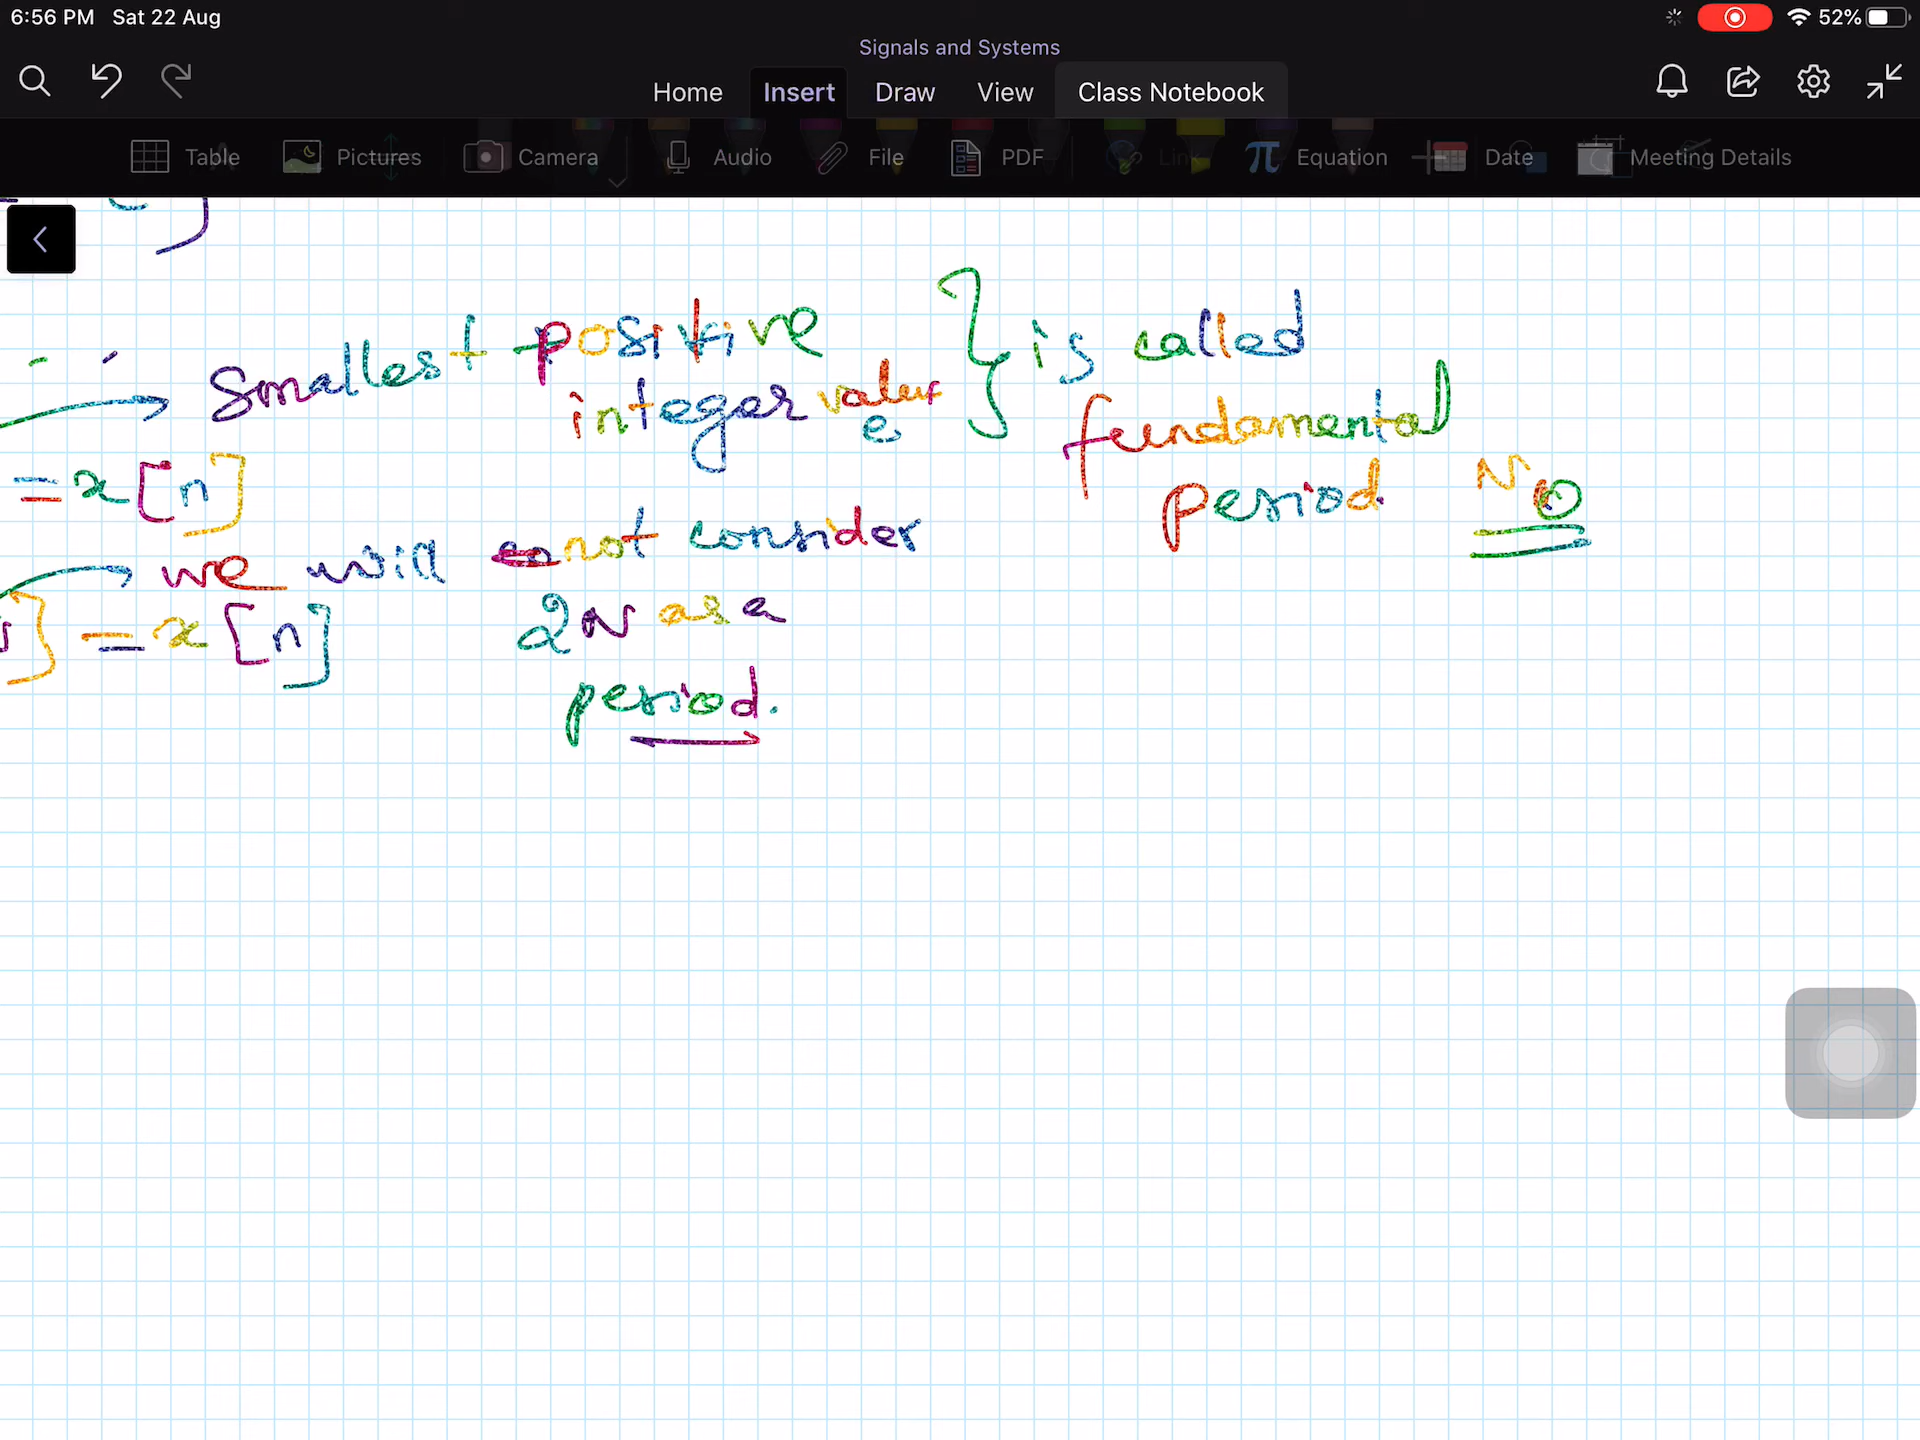 6:56 PM Sat 22 Aug
52%
Signals and Systems
Home Insert Draw View Class Notebook
Table Pictures Camera Audio File PDF Link Equation Date Meeting Details
Smallest positive } is called
integer value fundamental
= x[n] period. N0
we will not consider
] = x[n] 2N as a
period.